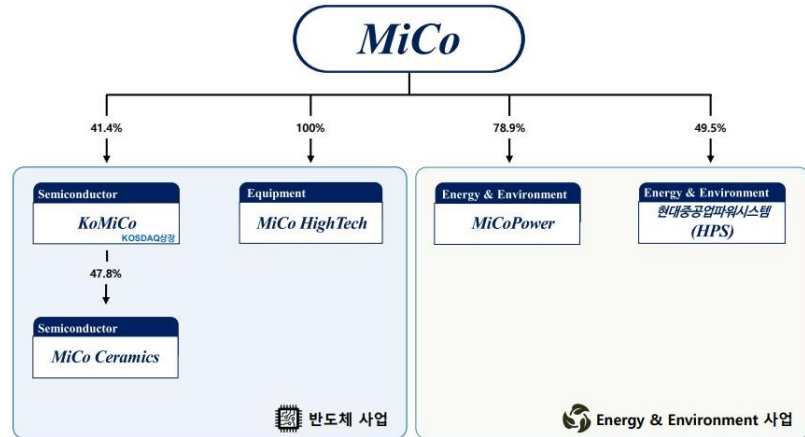 MiCo
41.4%
100%
78.9%
49.5%
Semiconductor
KoMiCo
KOSDAQ상장
Equipment
MiCo HighTech
Energy & Environment
MiCoPower
Energy & Environment
현대중공업파워시스템
(HPS)
47.8%
Semiconductor
MiCo Ceramics
반도체 사업
Energy & Environment 사업